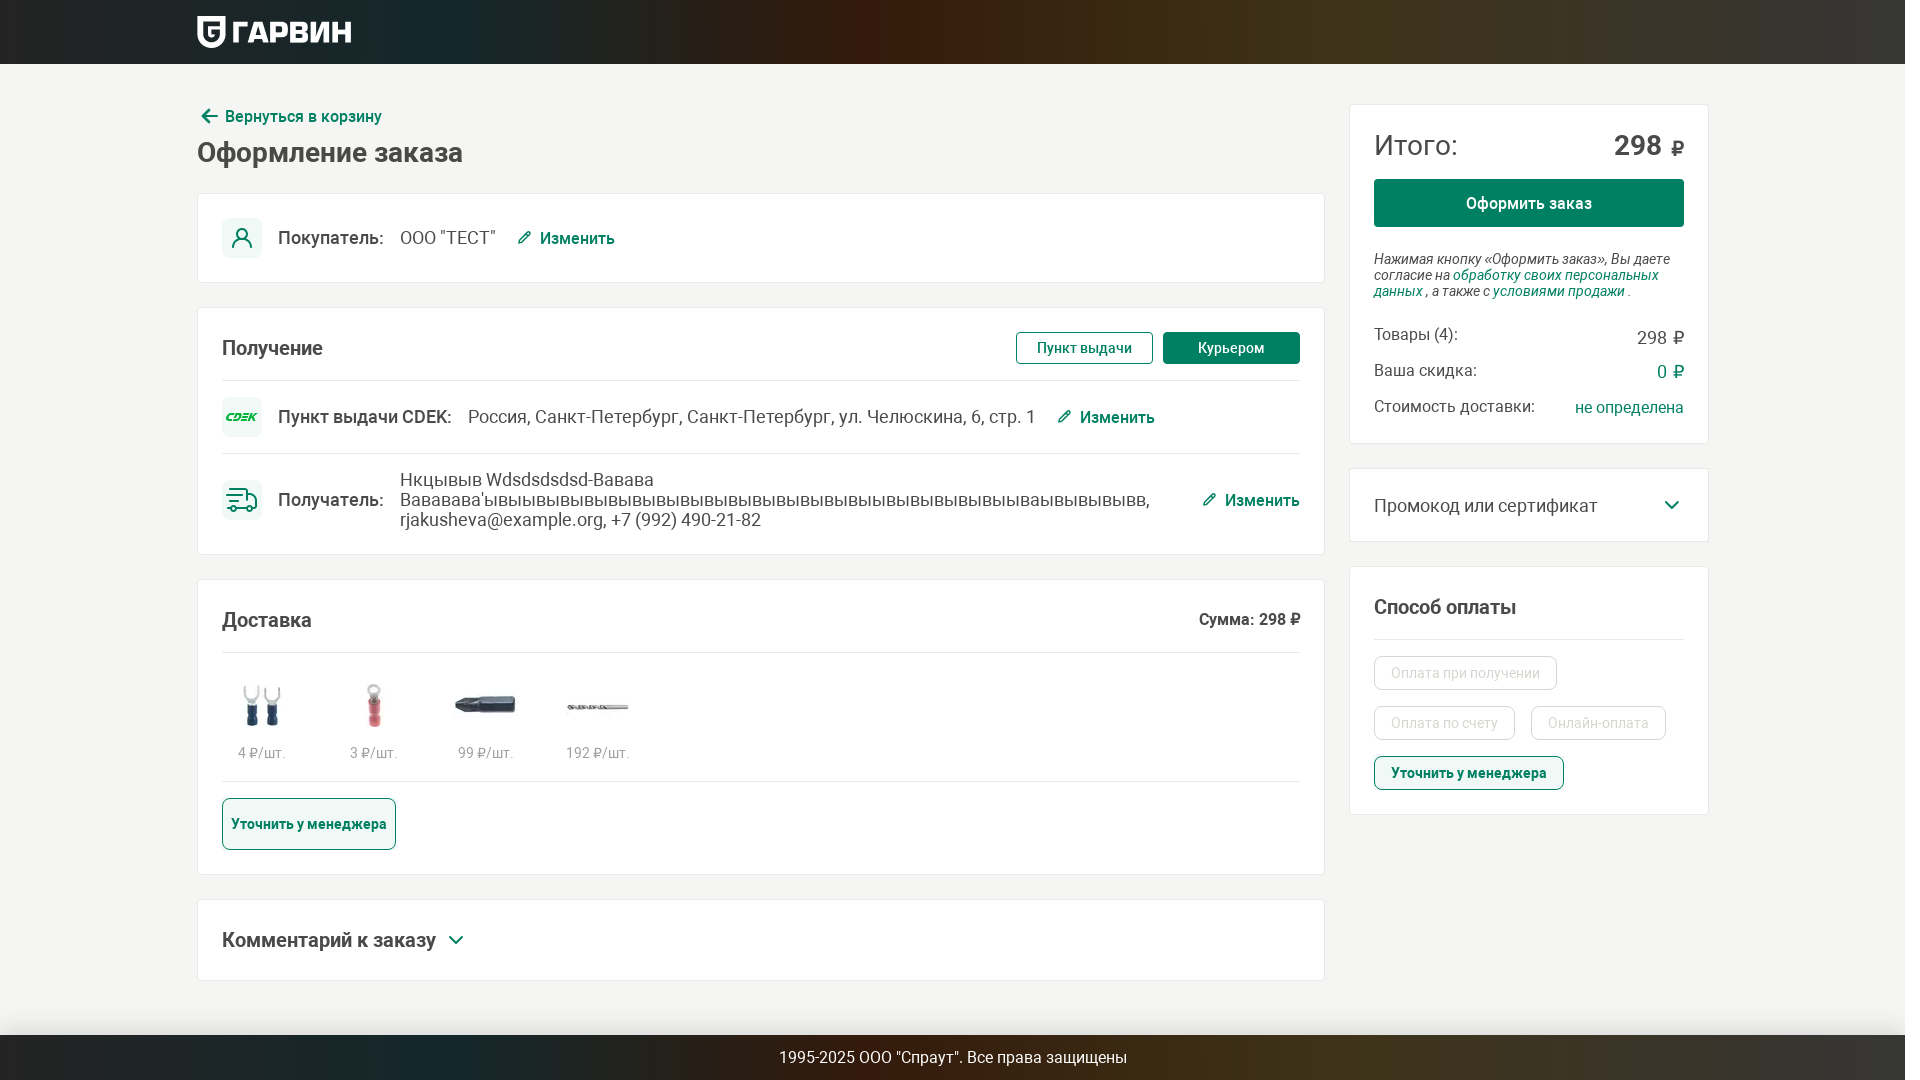 ГАРВИН
Вернуться в корзину
Оформление заказа
Покупатель: ООО "ТЕСТ" Изменить
Получение
Пункт выдачи
Курьером
Пункт выдачи CDEK: Россия, Санкт-Петербург, Санкт-Петербург, ул. Челюскина, 6, стр. 1 Изменить
Получатель:
Нкцывыв Wdsdsdsdsd-Вавава
rjakusheva@example.org, +7 (992) 490-21-82
Изменить
Доставка
Сумма: 298 ₽
4 ₽/шт.
3 ₽/шт.
99 ₽/шт.
192 ₽/шт.
Уточнить у менеджера
Комментарий к заказу
Итого: 298 ₽
Оформить заказ
Нажимая кнопку «Оформить заказ», Вы даете
согласие на обработку своих персональных
данных , а также с условиями продажи .
Товары (4): 298 ₽
Ваша скидка: 0 ₽
Стоимость доставки: не определена
Промокод или сертификат
Способ оплаты
Оплата при получении
Оплата по счету
Онлайн-оплата
Уточнить у менеджера
1995-2025 ООО "Спраут". Все права защищены